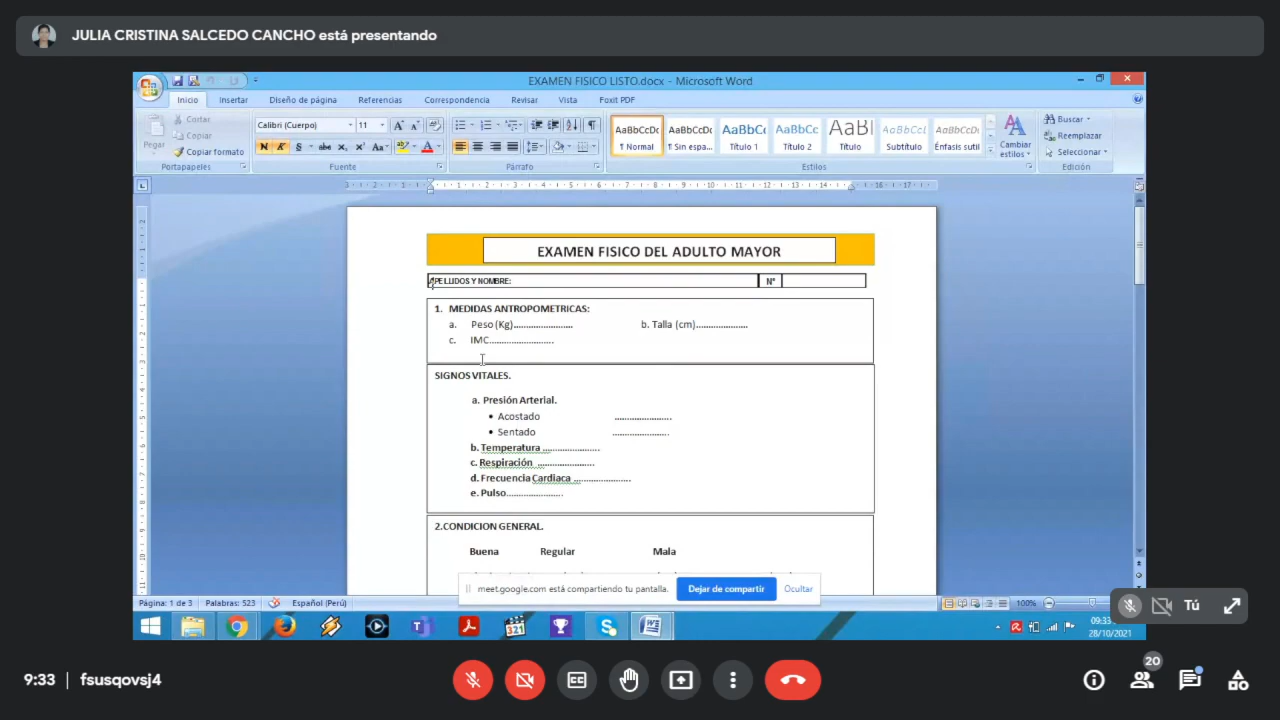 JULIA CRISTINA SALCEDO CANCHO está presentando
EXAMEN FISICO LISTO.docx - Microsoft Word
Inicio Insertar Diseño de página Referencias Correspondencia Revisar Vista Foxit PDF
Pegar
Cortar
Copiar
Copiar formato
Portapapeles
Calibri (Cuerpo) 11
Fuente
Párrafo
AaBbCcDc AaBbCcDc AaBbCc AaBbCc AaBl AaBbCcI AaBbCcDc
¶ Normal ¶ Sin espa... Título 1 Título 2 Título Subtítulo Énfasis sutil
Cambiar estilos
Estilos
Buscar
Reemplazar
Seleccionar
Edición
EXAMEN FISICO DEL ADULTO MAYOR
APELLIDOS Y NOMBRE: N°
1. MEDIDAS ANTROPOMETRICAS:
a. Peso (Kg)....................... b. Talla (cm)....................
c. IMC.........................
SIGNOS VITALES.
a. Presión Arterial.
• Acostado ......................
• Sentado ......................
b. Temperatura ......................
c. Respiración ......................
d. Frecuencia Cardiaca ......................
e. Pulso......................
2.CONDICION GENERAL.
Buena Regular Mala
meet.google.com está compartiendo tu pantalla. Dejar de compartir Ocultar
Página: 1 de 3 Palabras: 523 Español (Perú) 100%
Tú
09:33
28/10/2021
9:33 | fsusqovsj4
20